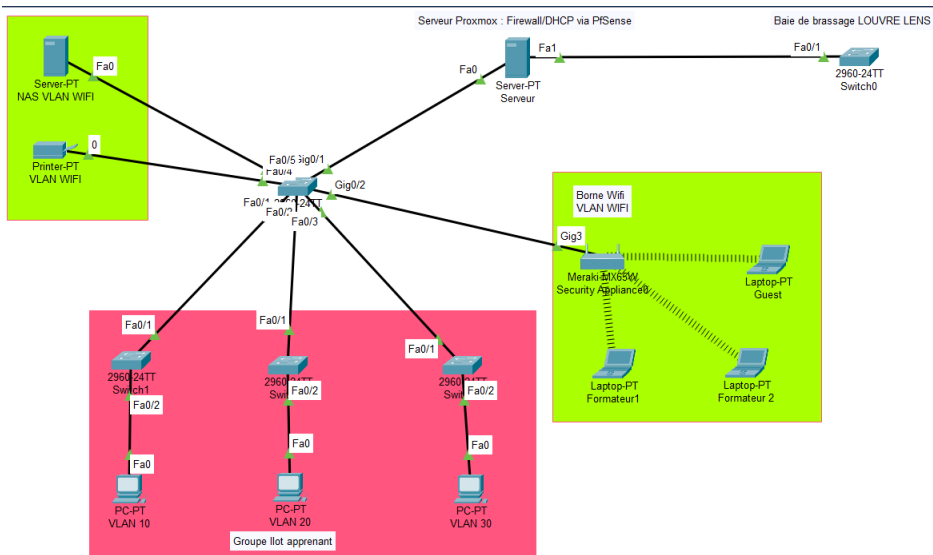 Serveur Proxmox : Firewall/DHCP via PfSense
Baie de brassage LOUVRE LENS
Fa0
Server-PT
NAS VLAN WIFI
0
Printer-PT
VLAN WIFI
Fa0
Fa1
Server-PT
Serveur
Fa0/1
2960-24TT
Switch0
Fa0/5
Gig0/1
Fa0/4
Gig0/2
Fa0/1
Fa0/3
Borne Wifi
VLAN WIFI
Gig3
Meraki-MX65W
Security Appliance0
Laptop-PT
Guest
Laptop-PT
Formateur1
Laptop-PT
Formateur 2
Fa0/1
2960-24TT
Switch1
Fa0/2
Fa0
PC-PT
VLAN 10
Fa0/1
Fa0/2
Fa0
PC-PT
VLAN 20
Fa0/1
Fa0/2
Fa0
PC-PT
VLAN 30
Groupe Ilot apprenant